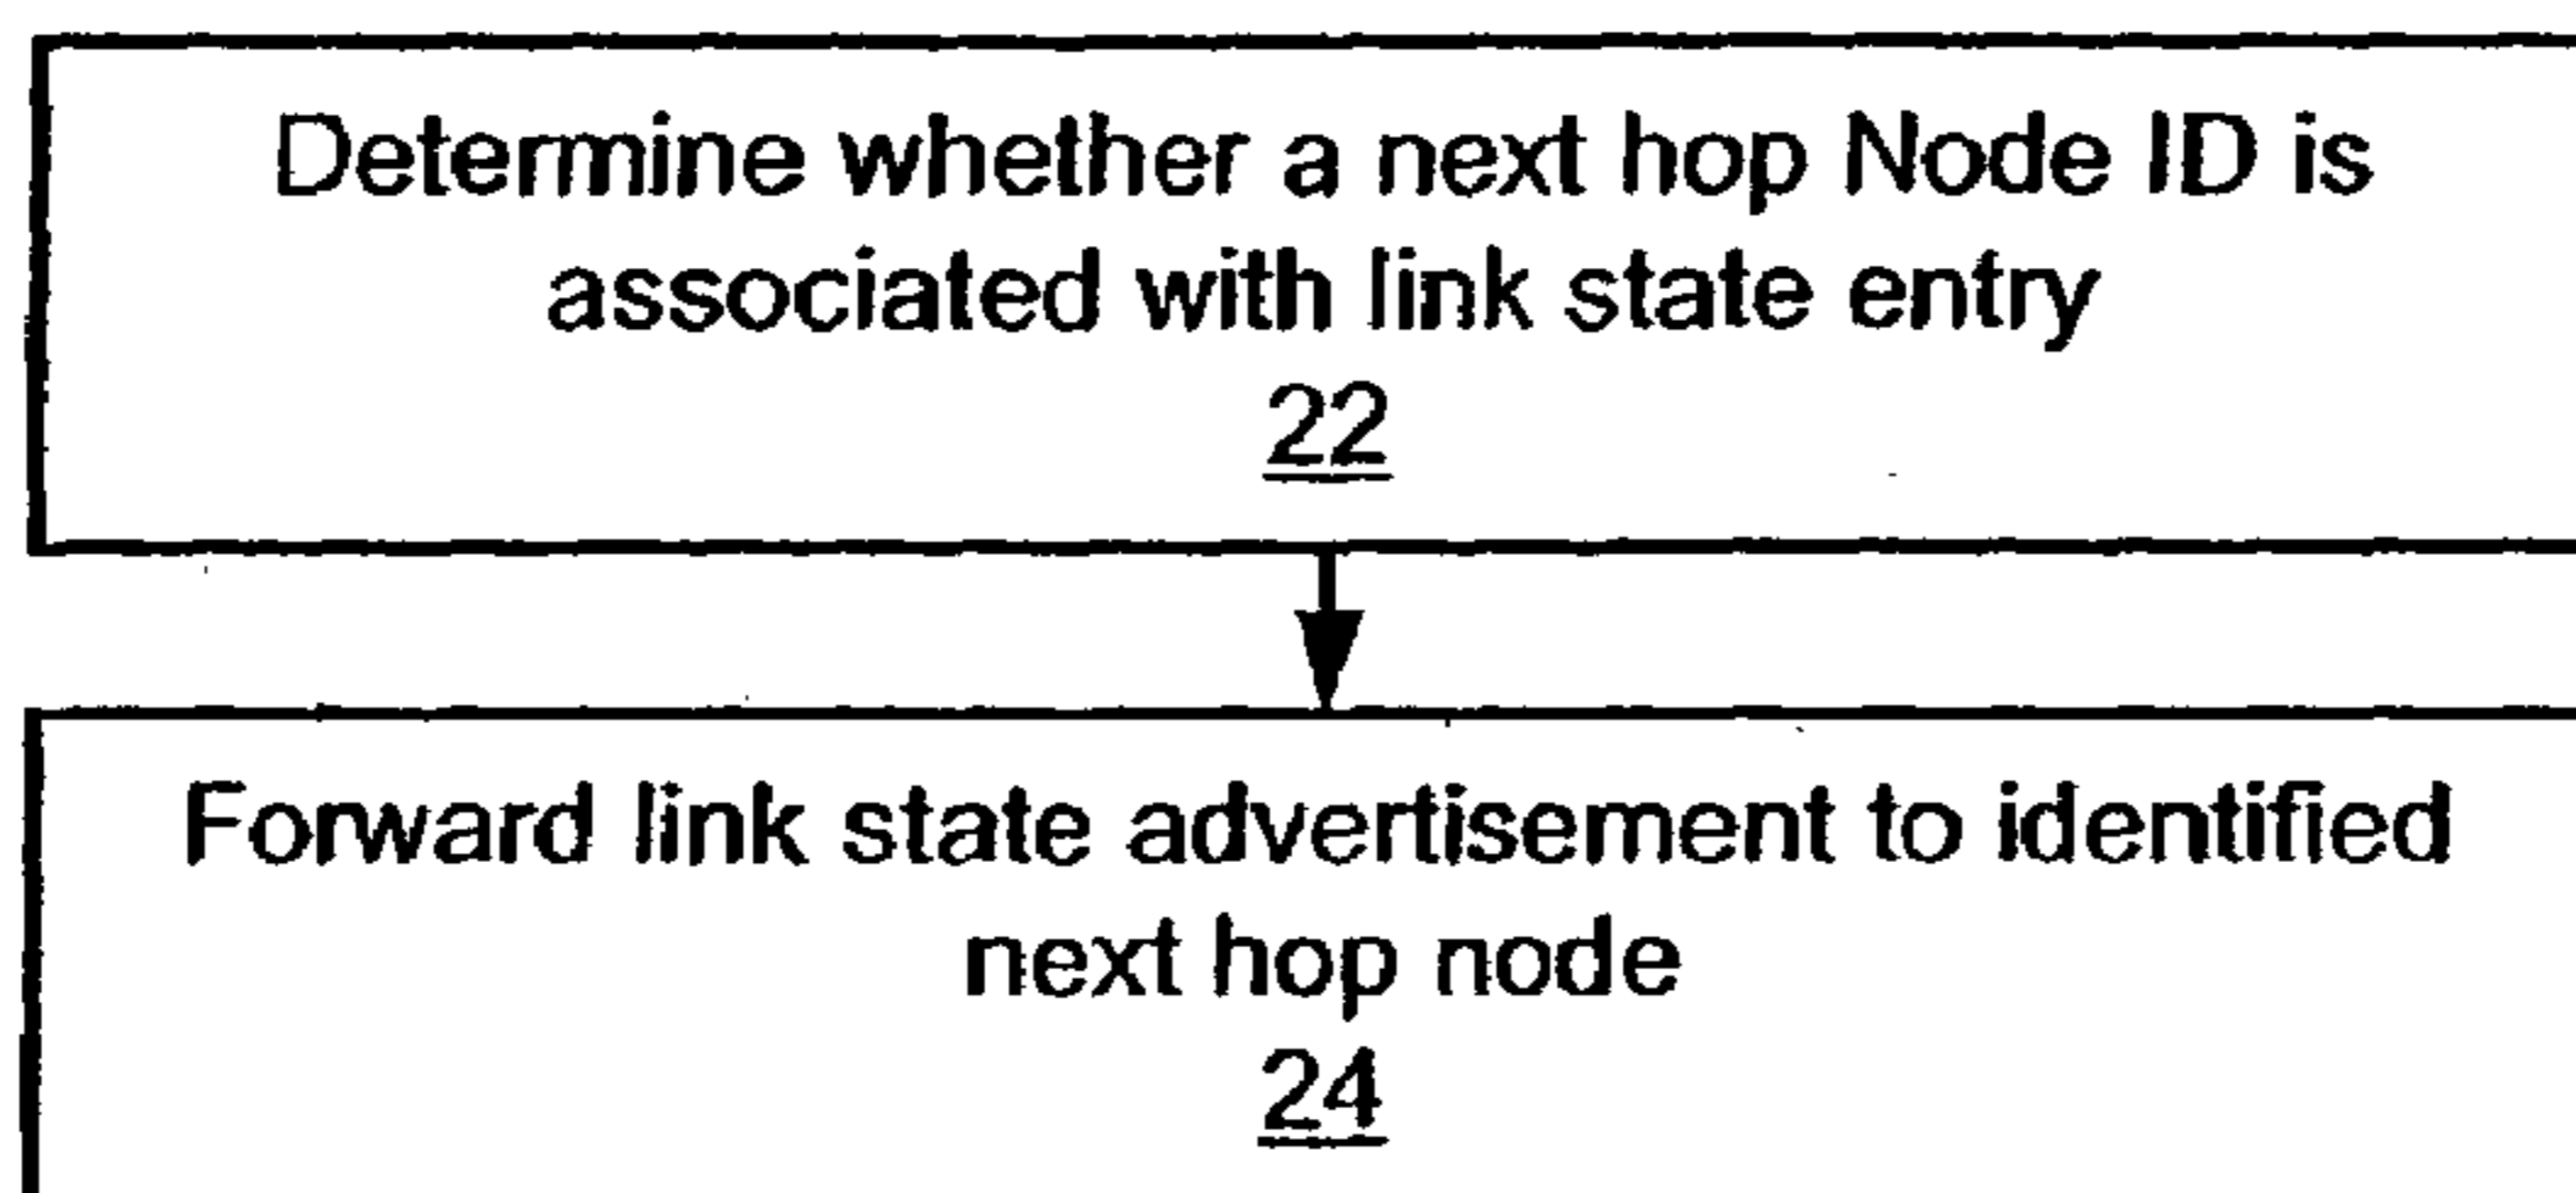 Determine whether a next hop Node ID is
associated with link state entry
22
Forward link state advertisement to identified
next hop node
24